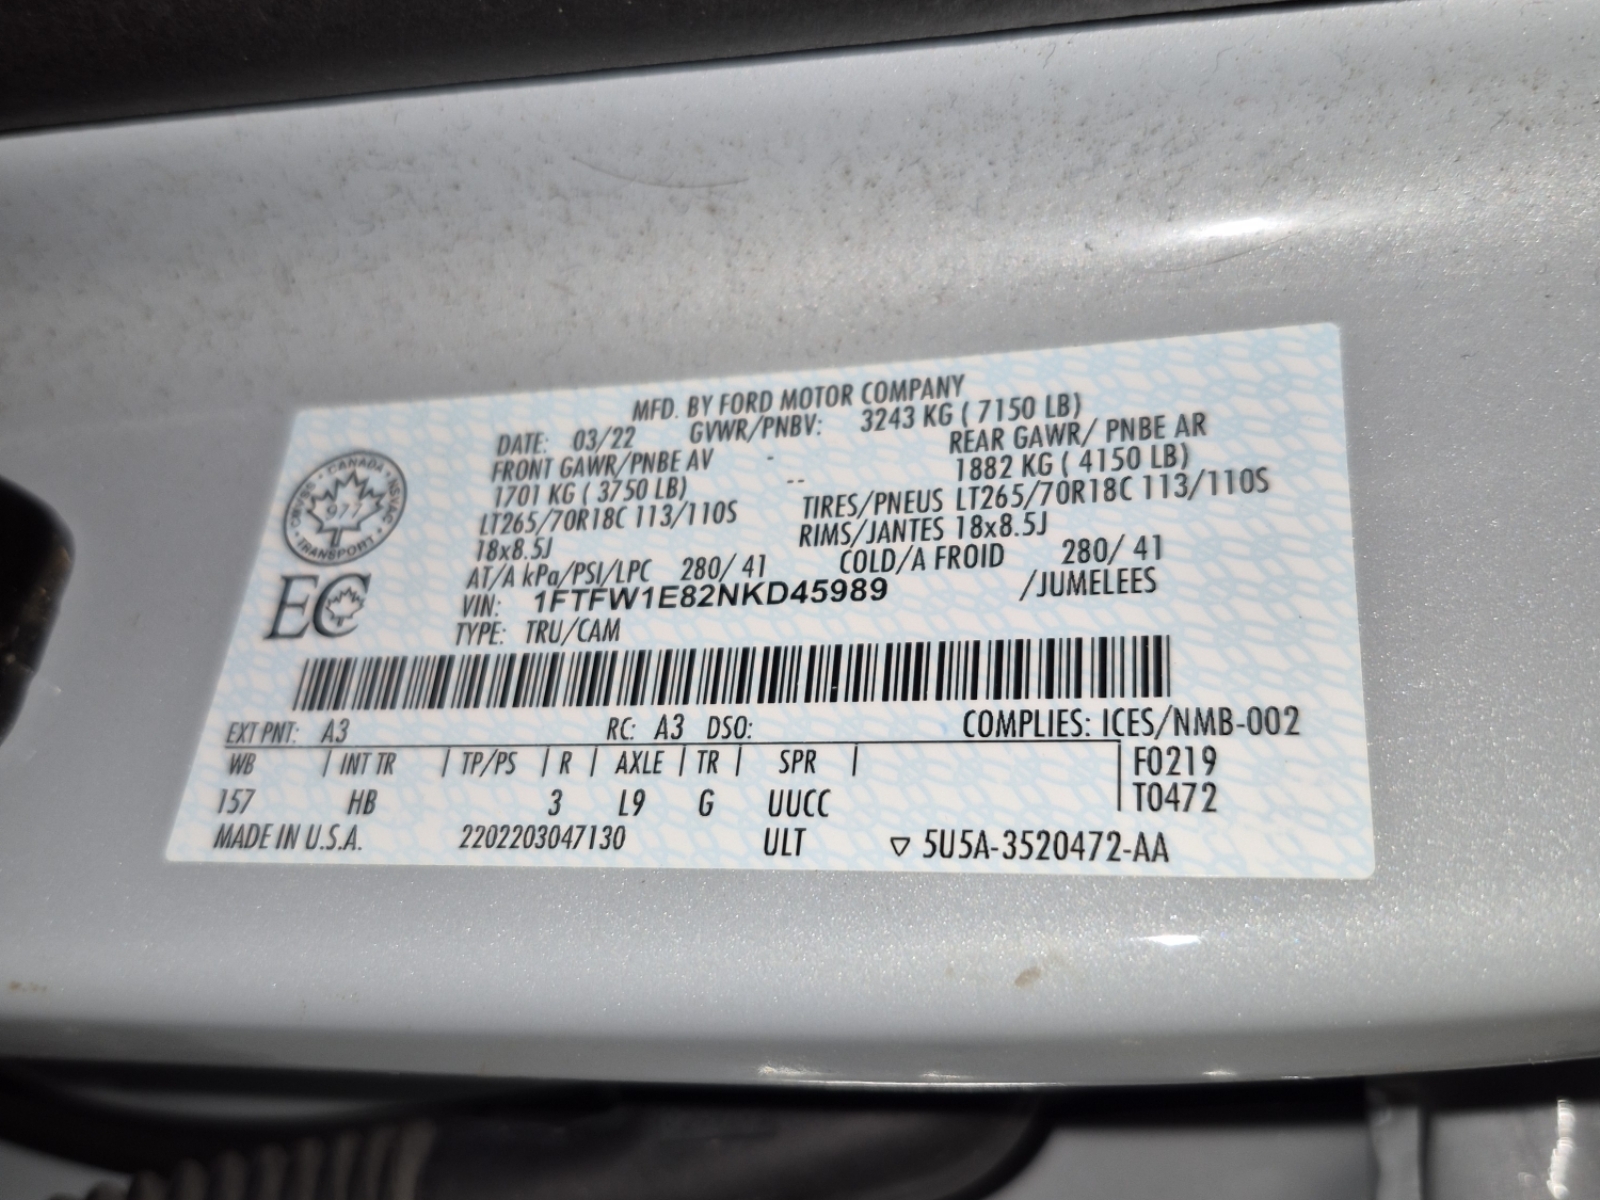 MFD. BY FORD MOTOR COMPANY
DATE: 03/22 GVWR/PNBV: 3243 KG ( 7150 LB)
FRONT GAWR/PNBE AV - REAR GAWR/ PNBE AR
1701 KG ( 3750 LB) -- 1882 KG ( 4150 LB)
LT265/70R18C 113/110S TIRES/PNEUS LT265/70R18C 113/110S
18x8.5J RIMS/JANTES 18x8.5J
AT/A kPa/PSI/LPC 280/ 41 COLD/A FROID 280/ 41
VIN: 1FTFW1E82NKD45989 /JUMELEES
TYPE: TRU/CAM
CANADA
977
TRANSPORT
EC
EXT PNT: A3 RC: A3 DSO: COMPLIES: ICES/NMB-002
WB | INT TR | TP/PS | R | AXLE | TR | SPR | F0219
157 HB 3 L9 G UUCC T0472
MADE IN U.S.A. 2202203047130 ULT ▽ 5U5A-3520472-AA